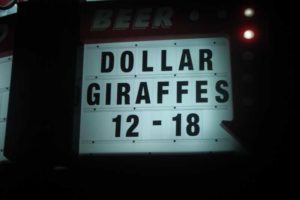 BEER
DOLLAR
GIRAFFES
12 - 18